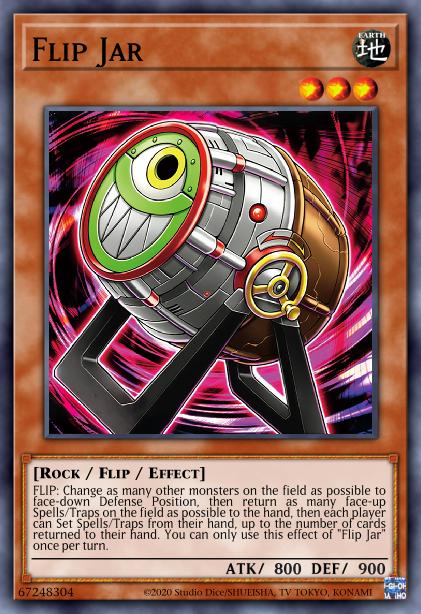 FLIP JAR
EARTH
地
[ROCK / FLIP / EFFECT]
FLIP: Change as many other monsters on the field as possible to
face-down Defense Position, then return as many face-up
Spells/Traps on the field as possible to the hand, then each player
can Set Spells/Traps from their hand, up to the number of cards
returned to their hand. You can only use this effect of "Flip Jar"
once per turn.
ATK/ 800 DEF/ 900
67248304
©2020 Studio Dice/SHUEISHA, TV TOKYO, KONAMI